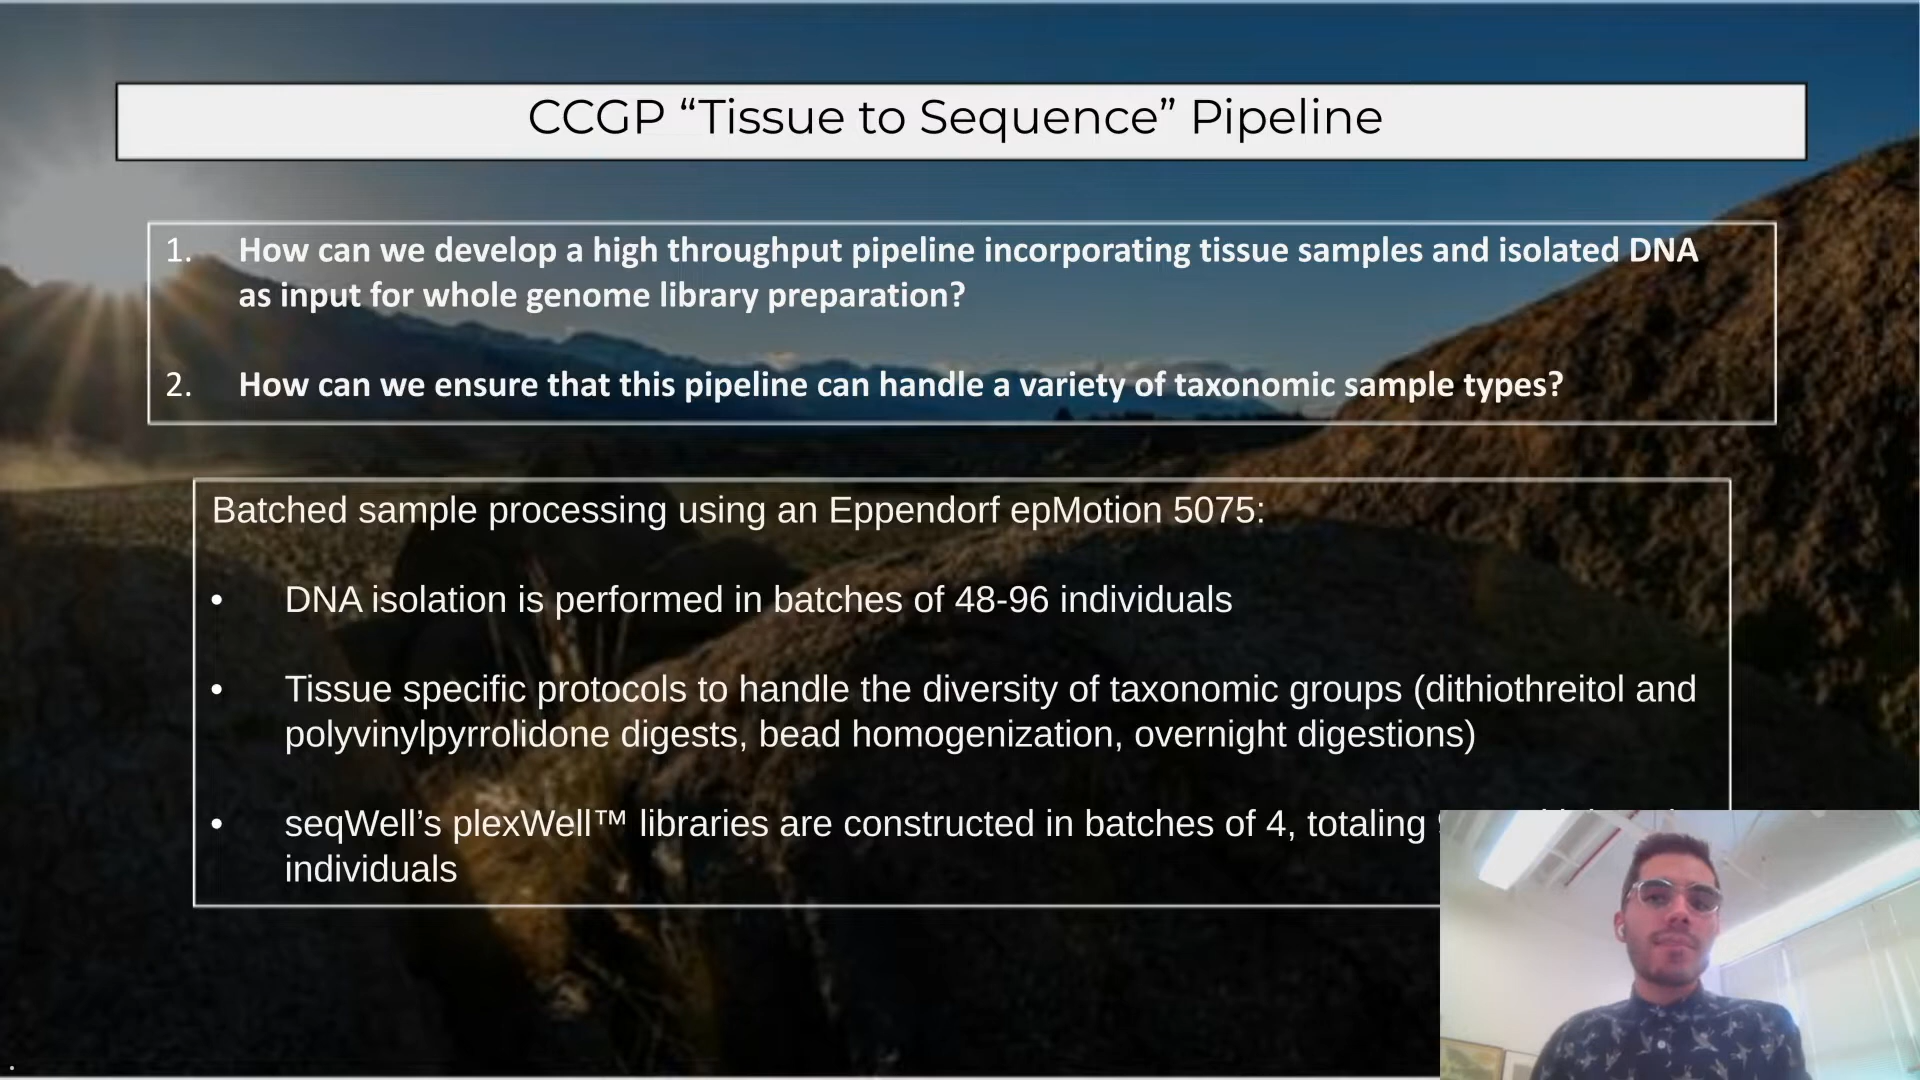 CCGP “Tissue to Sequence” Pipeline
1. How can we develop a high throughput pipeline incorporating tissue samples and isolated DNA
as input for whole genome library preparation?
2. How can we ensure that this pipeline can handle a variety of taxonomic sample types?
Batched sample processing using an Eppendorf epMotion 5075:
• DNA isolation is performed in batches of 48-96 individuals
• Tissue specific protocols to handle the diversity of taxonomic groups (dithiothreitol and
polyvinylpyrrolidone digests, bead homogenization, overnight digestions)
• seqWell’s plexWell™ libraries are constructed in batches of 4, totaling
individuals